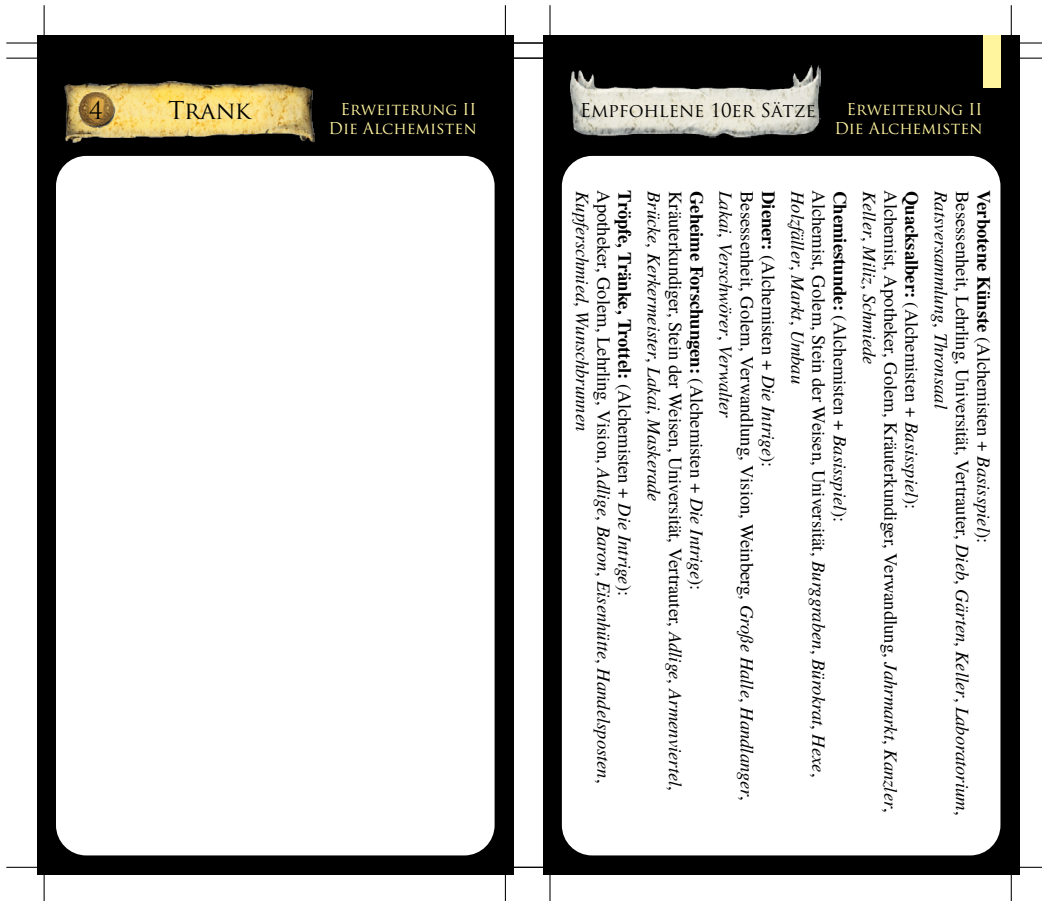 4
Trank
Erweiterung II
Die Alchemisten
Empfohlene 10er Sätze
Erweiterung II
Die Alchemisten
Verbotene Künste (Alchemisten + Basisspiel):
Besessenheit, Lehrling, Universität, Vertrauter, Dieb, Gärten, Keller, Laboratorium,
Ratsversammlung, Thronsaal
Quacksalber: (Alchemisten + Basisspiel):
Alchemist, Apotheker, Golem, Kräuterkundiger, Verwandlung, Jahrmarkt, Kanzler,
Keller, Miliz, Schmiede
Chemiestunde: (Alchemisten + Basisspiel):
Alchemist, Golem, Stein der Weisen, Universität, Burggraben, Bürokrat, Hexe,
Holzfäller, Markt, Umbau
Diener: (Alchemisten + Die Intrige):
Besessenheit, Golem, Verwandlung, Vision, Weinberg, Große Halle, Handlanger,
Lakai, Verschwörer, Verwalter
Geheime Forschungen: (Alchemisten + Die Intrige):
Kräuterkundiger, Stein der Weisen, Universität, Vertrauter, Adlige, Armenviertel,
Brücke, Kerkermeister, Lakai, Maskerade
Tröpfe, Tränke, Trottel: (Alchemisten + Die Intrige):
Apotheker, Golem, Lehrling, Vision, Adlige, Baron, Eisenhütte, Handelsposten,
Kupferschmied, Wunschbrunnen